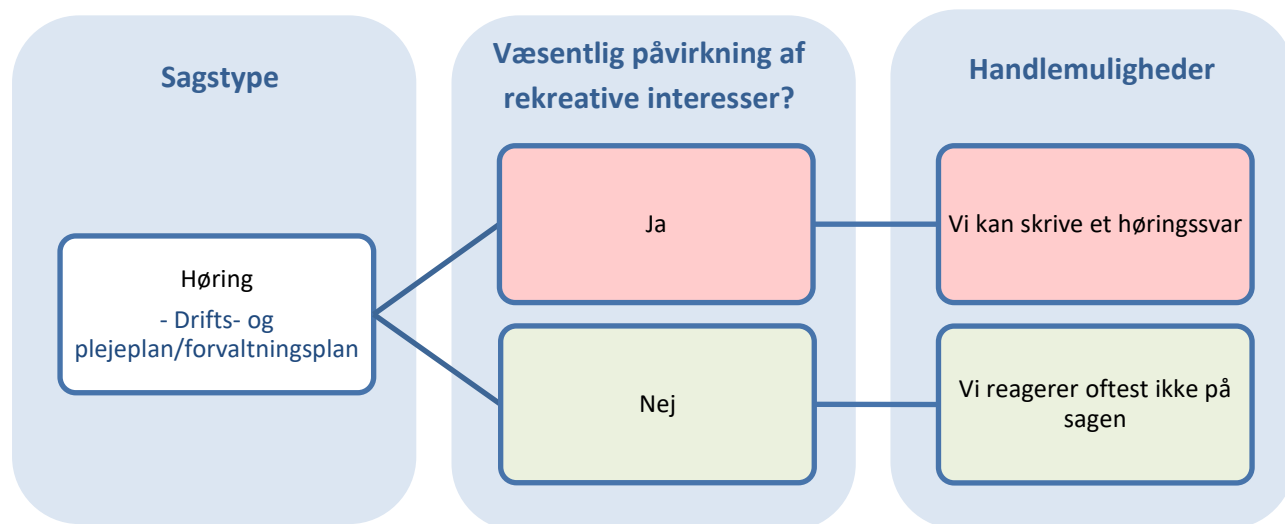 Sagstype
Høring
- Drifts- og
plejeplan/forvaltningsplan
Væsentlig påvirkning af
rekreative interesser?
Ja
Nej
Handlemuligheder
Vi kan skrive et høringssvar
Vi reagerer oftest ikke på
sagen